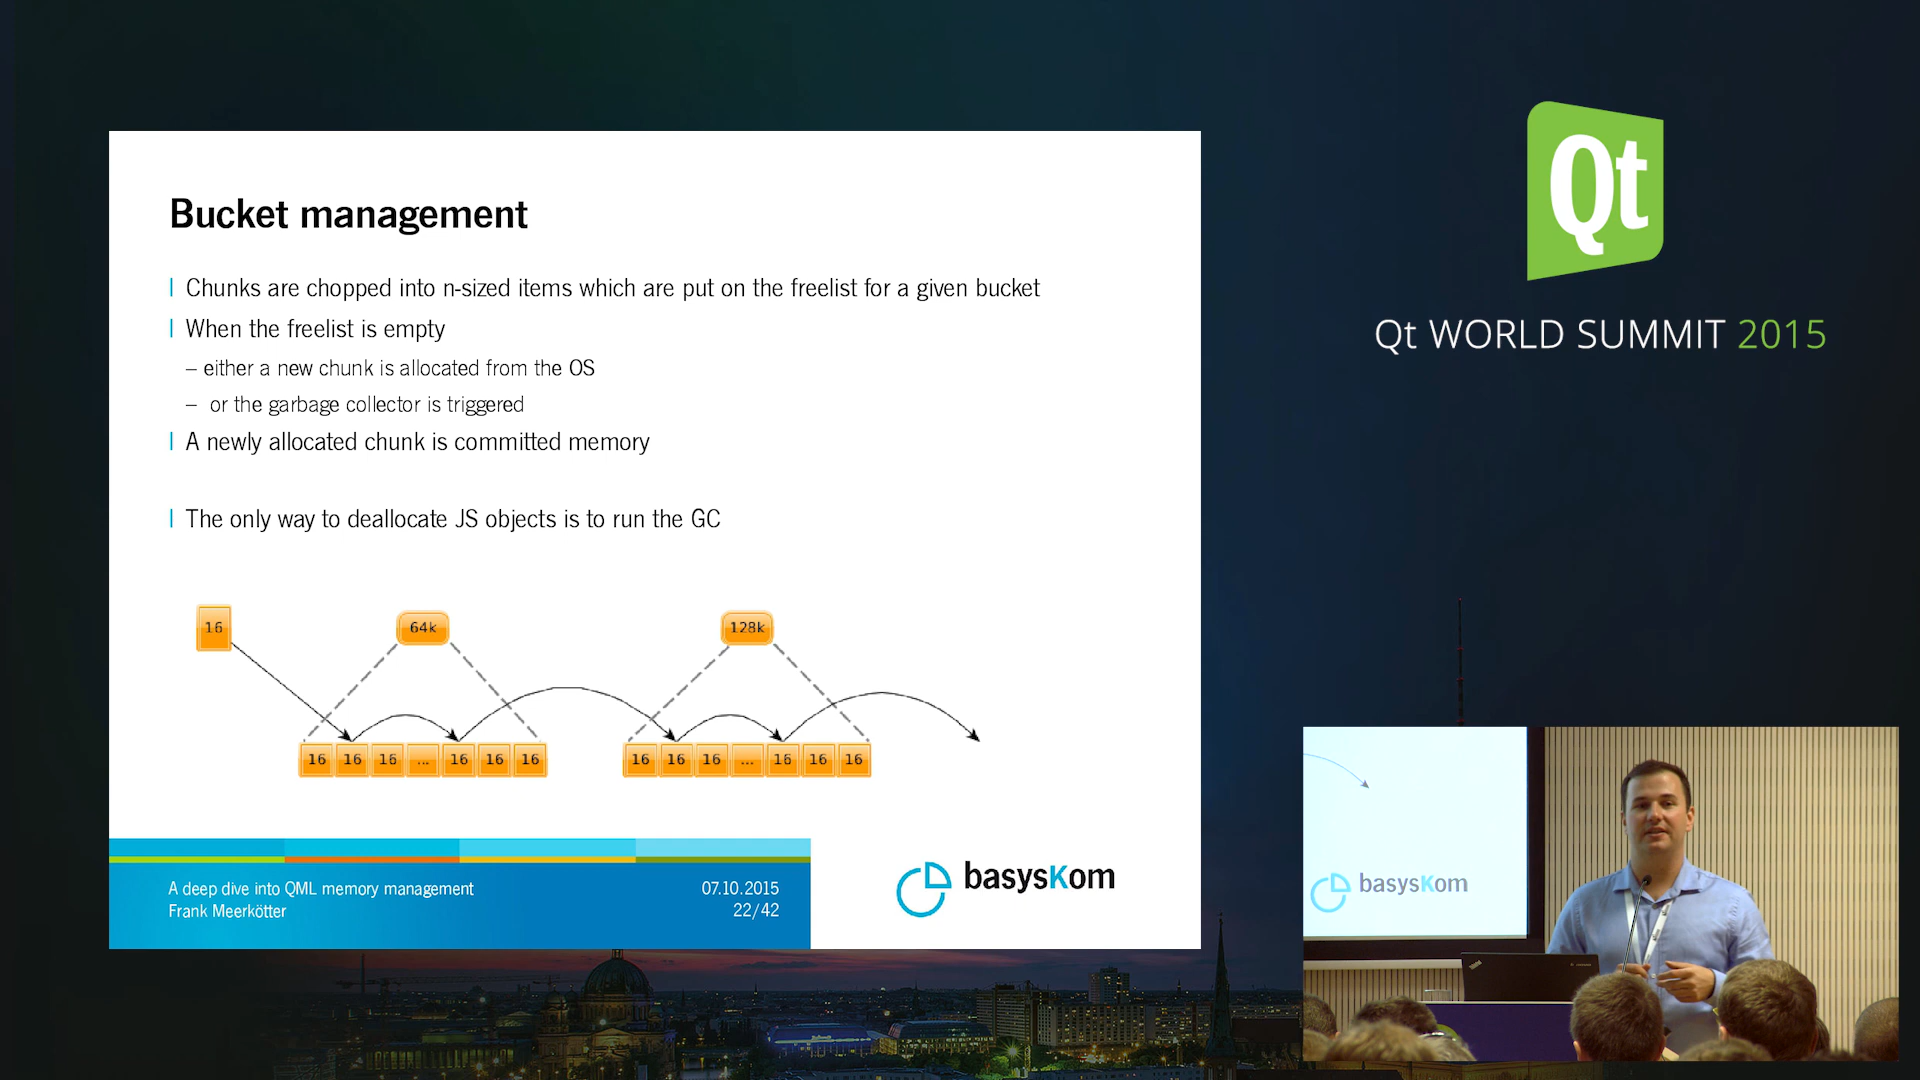 Bucket management
Chunks are chopped into n-sized items which are put on the freelist for a given bucket
When the freelist is empty
– either a new chunk is allocated from the OS
– or the garbage collector is triggered
A newly allocated chunk is committed memory
The only way to deallocate JS objects is to run the GC
16 64k 128k
16 16 16 ... 16 16 16 16 16 16 ... 16 16 16
A deep dive into QML memory management 07.10.2015
Frank Meerkötter 22/42
basysKom
Qt
Qt WORLD SUMMIT 2015
basysKom